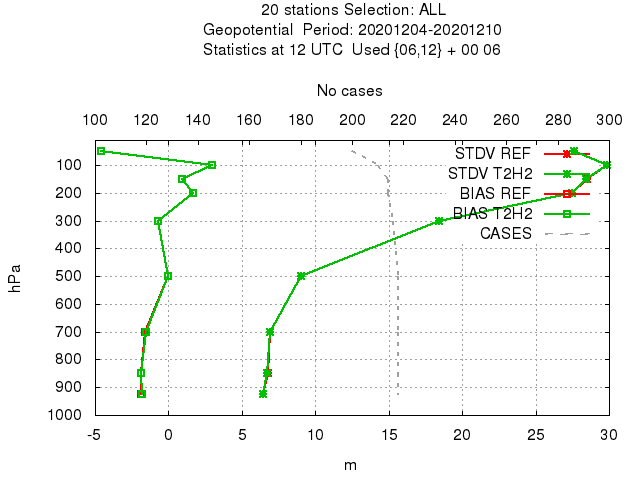 20 stations Selection: ALL
Geopotential  Period: 20201204-20201210
Statistics at 12 UTC  Used {06,12} + 00 06
No cases
100 120 140 160 180 200 220 240 260 280 300
STDV REF
STDV T2H2
BIAS REF
BIAS T2H2
CASES
100
200
300
400
500
600
700
800
900
1000
hPa
-5 0 5 10 15 20 25 30
m